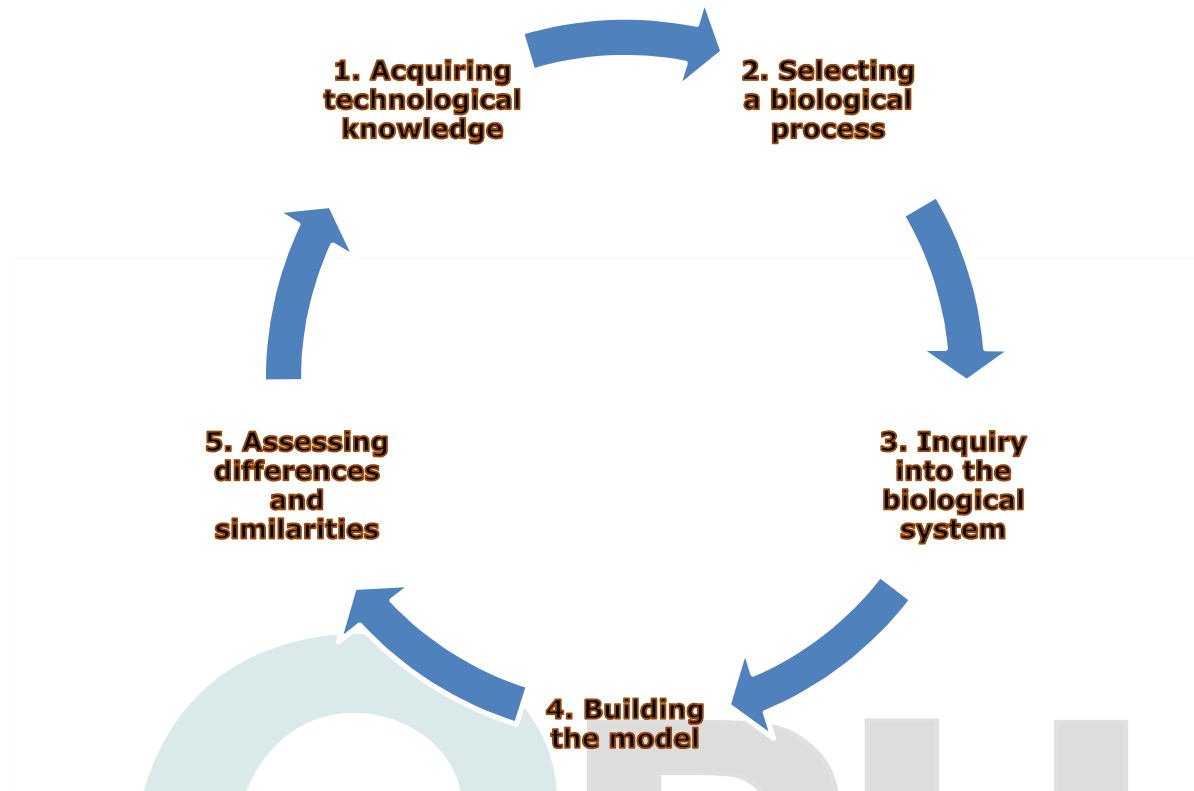 1. Acquiring
technological
knowledge
2. Selecting
a biological
process
3. Inquiry
into the
biological
system
4. Building
the model
5. Assessing
differences
and
similarities